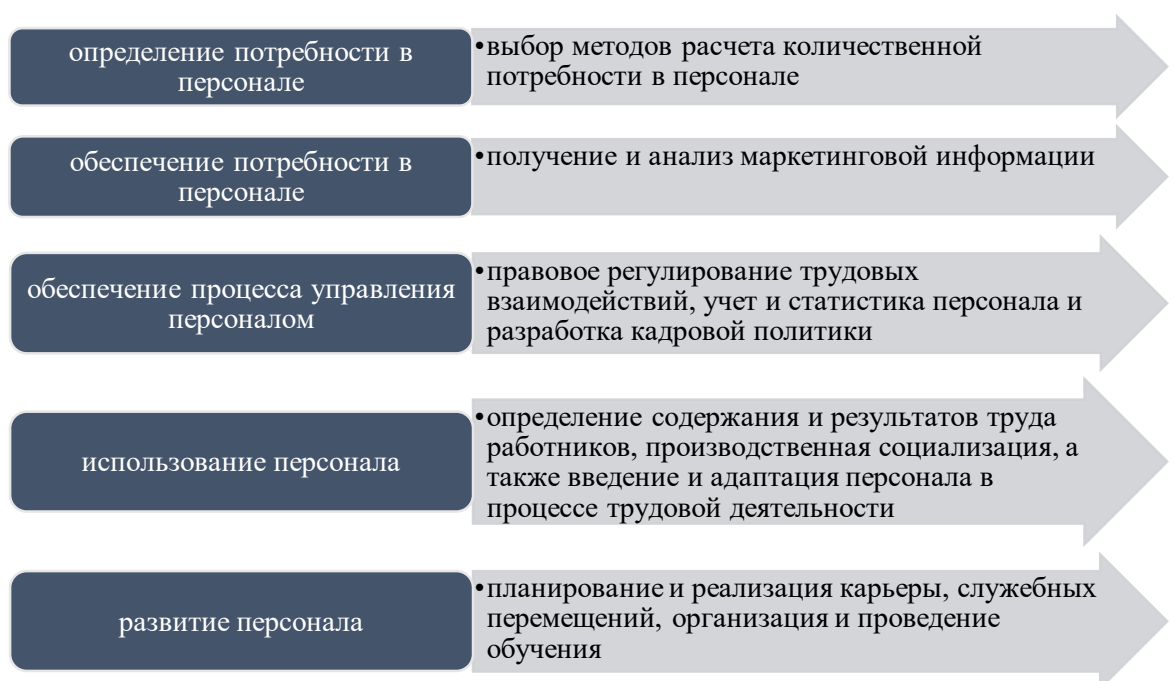 определение потребности в
персонале
•выбор методов расчета количественной
потребности в персонале
обеспечение потребности в
персонале
•получение и анализ маркетинговой информации
обеспечение процесса управления
персоналом
•правовое регулирование трудовых
взаимодействий, учет и статистика персонала и
разработка кадровой политики
использование персонала
•определение содержания и результатов труда
работников, производственная социализация, а
также введение и адаптация персонала в
процессе трудовой деятельности
развитие персонала
•планирование и реализация карьеры, служебных
перемещений, организация и проведение
обучения